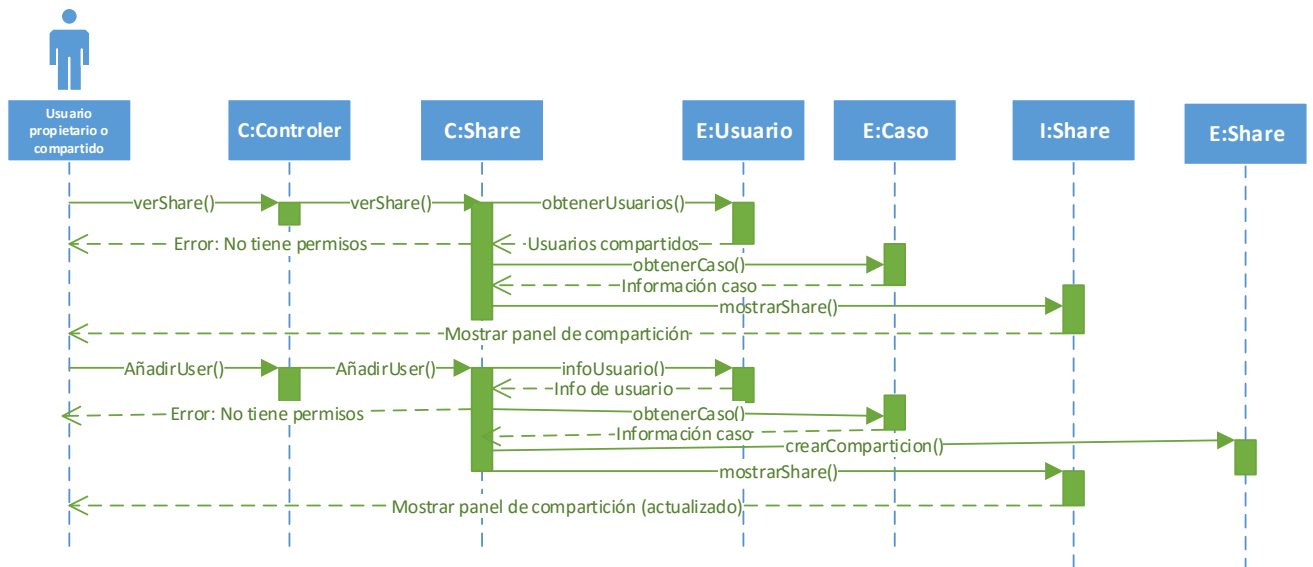 Usuario
propietario o
compartido
C:Controler
C:Share
E:Usuario
E:Caso
I:Share
E:Share
verShare()
verShare()
obtenerUsuarios()
Error: No tiene permisos
Usuarios compartidos
obtenerCaso()
Información caso
mostrarShare()
Mostrar panel de compartición
AñadirUser()
AñadirUser()
infoUsuario()
Info de usuario
Error: No tiene permisos
obtenerCaso()
Información caso
crearComparticion()
mostrarShare()
Mostrar panel de compartición (actualizado)